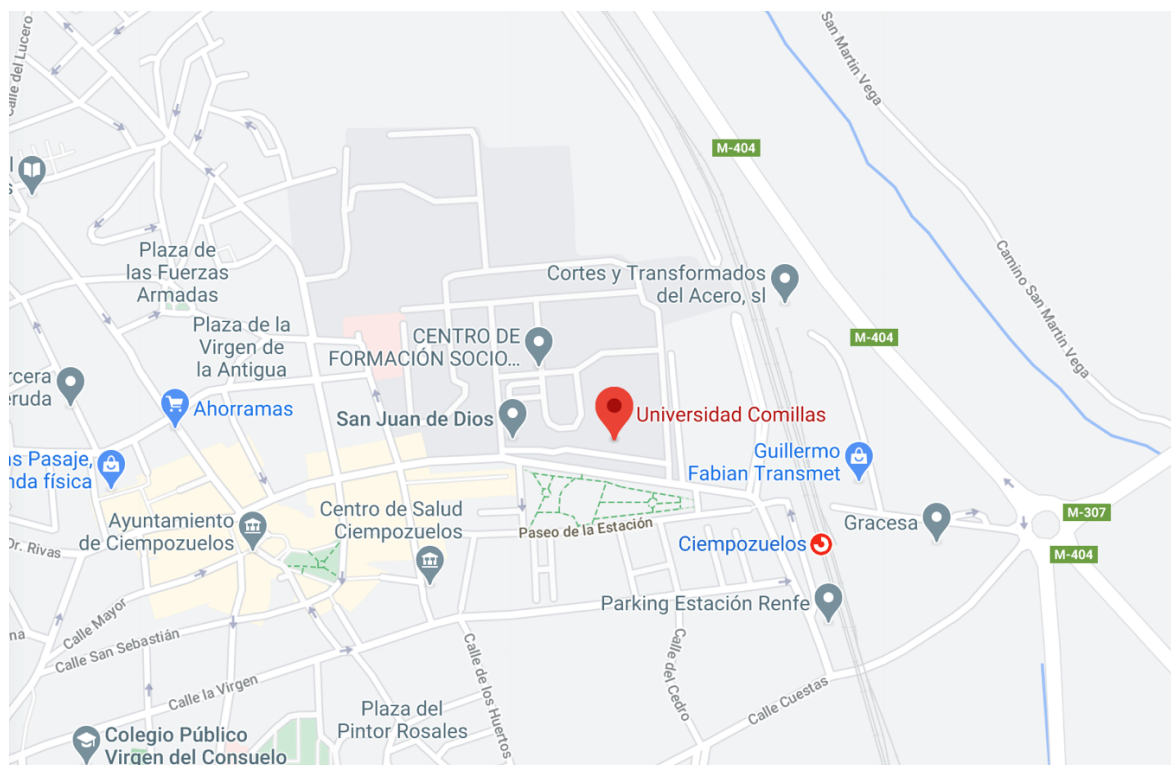 Calle del Lucero
San Martin Vega
M-404
Plaza de
las Fuerzas
Armadas
Cortes y Transformados
del Acero, sl
Camino San Martin Vega
Plaza de la
Virgen de
la Antigua
CENTRO DE
FORMACIÓN SOCIO...
M-404
Ahorramas
San Juan de Dios
Universidad Comillas
Guillermo
Fabian Transmet
Pasaje,
física
Ayuntamiento
de Ciempozuelos
Centro de Salud
Ciempozuelos
Paseo de la Estación
Gracesa
M-307
Dr. Rivas
Ciempozuelos
M-404
Parking Estación Renfe
Calle Mayor
Calle San Sebastián
Calle la Virgen
Calle de los Huertos
Calle del Cedro
Calle Cuestas
Plaza del
Pintor Rosales
Colegio Público
Virgen del Consuelo